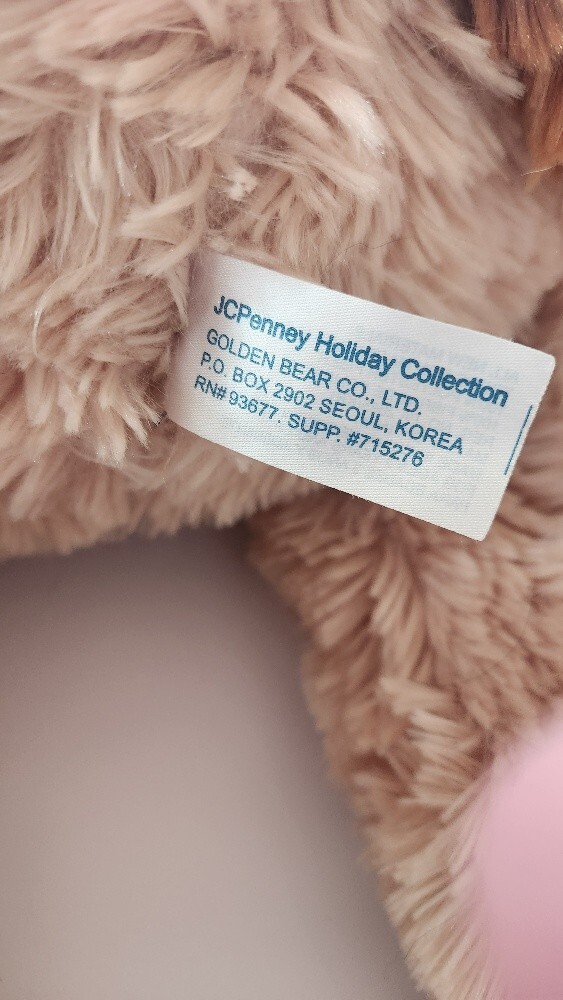 JCPenney Holiday Collection
GOLDEN BEAR CO., LTD.
P.O. BOX 2902 SEOUL, KOREA
RN# 93677. SUPP. #715276